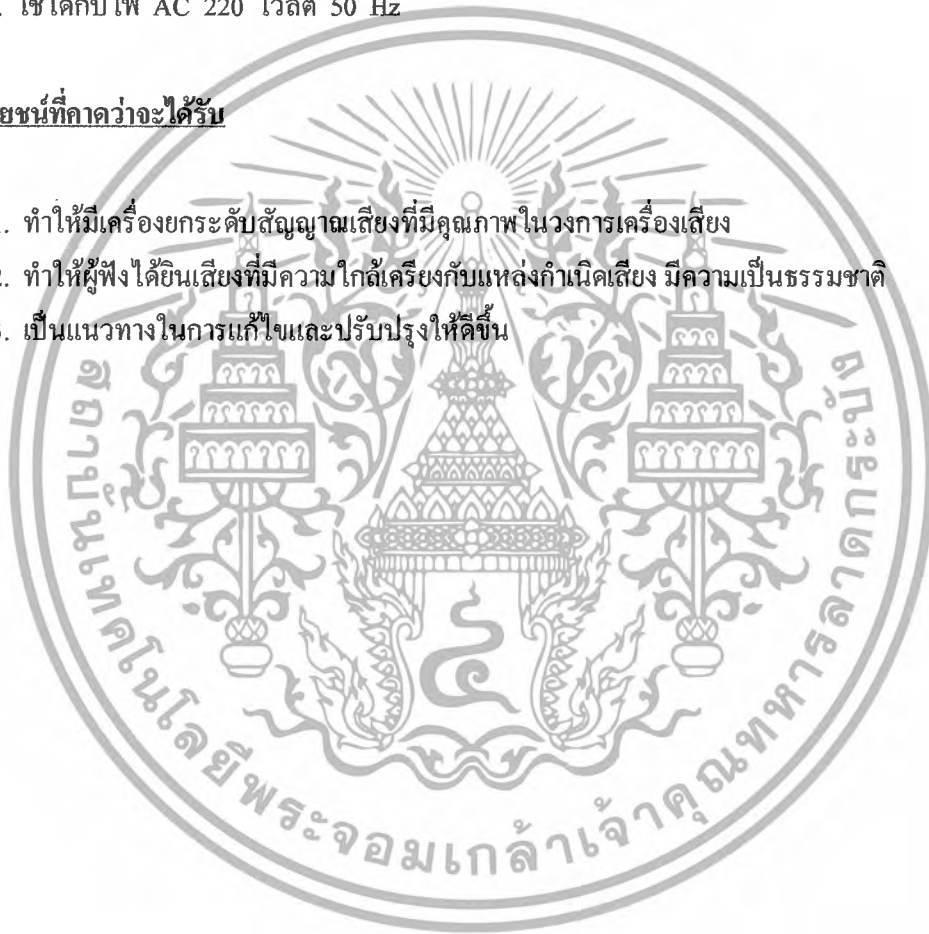 . ใช้ได้กับไฟ AC 220 โวลต์ 50 Hz
ยชน์ที่คาดว่าจะได้รับ
. ทำให้มีเครื่องยกระดับสัญญาณเสียงที่มีคุณภาพในวงการเครื่องเสียง
. ทำให้ผู้ฟังได้ยินเสียงที่มีความใกล้เครียงกับแหล่งกำเนิดเสียง มีความเป็นธรรมชาติ
. เป็นแนวทางในการแก้ไขและปรับปรุงให้ดีขึ้น
สถาบันเทคโนโลยีพระจอมเกล้าเจ้าคุณทหารลาดกระบัง